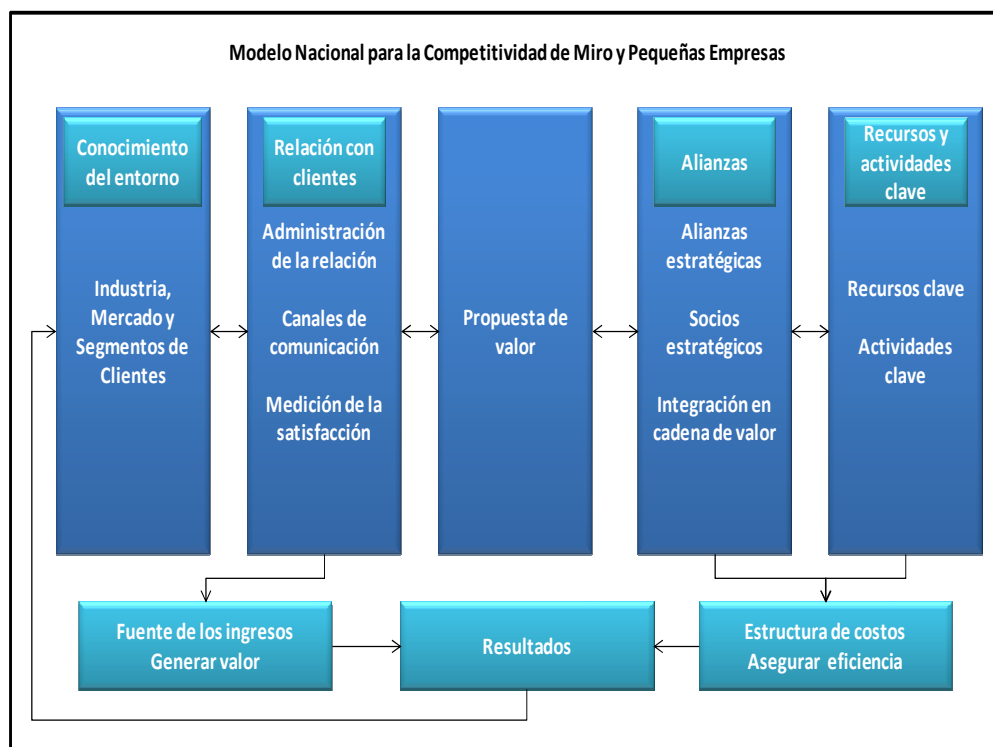 Modelo Nacional para la Competitividad de Miro y Pequeñas Empresas
Conocimiento
del entorno
Industria,
Mercado y
Segmentos de
Clientes
Relación con
clientes
Administración
de la relación
Canales de
comunicación
Medición de la
satisfacción
Propuesta de
valor
Alianzas
Alianzas
estratégicas
Socios
estratégicos
Integración en
cadena de valor
Recursos y
actividades
clave
Recursos clave
Actividades
clave
Fuente de los ingresos
Generar valor
Resultados
Estructura de costos
Asegurar eficiencia